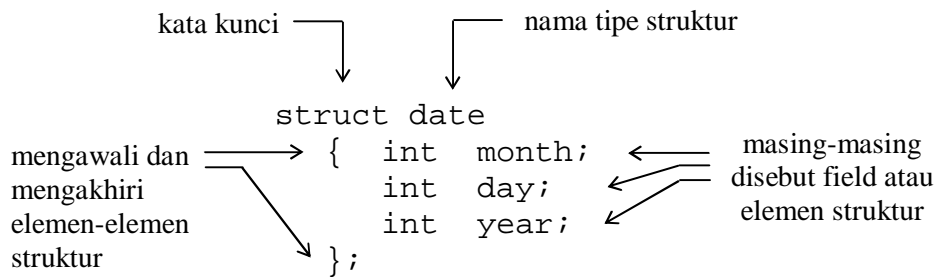 kata kunci
nama tipe struktur
struct date
{ int month;
int day;
int year;
};
mengawali dan
mengakhiri
elemen-elemen
struktur
masing-masing
disebut field atau
elemen struktur